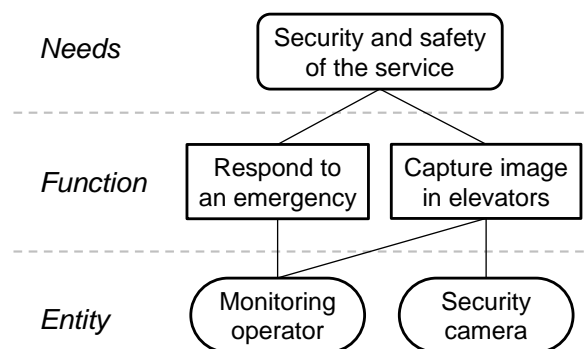 Needs
Security and safety
of the service
Function
Respond to
an emergency
Capture image
in elevators
Entity
Monitoring
operator
Security
camera